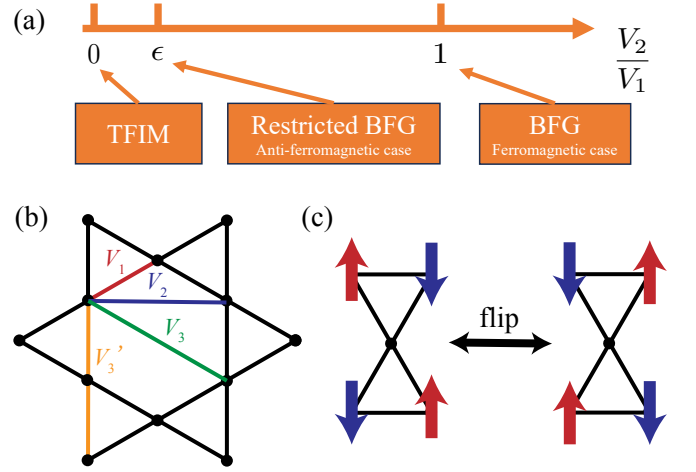 (a)
0
ϵ
1
V₂
V₁
TFIM
Restricted BFG
Anti-ferromagnetic case
BFG
Ferromagnetic case
(b)
V₁
V₂
V₃
V₃'
(c)
flip